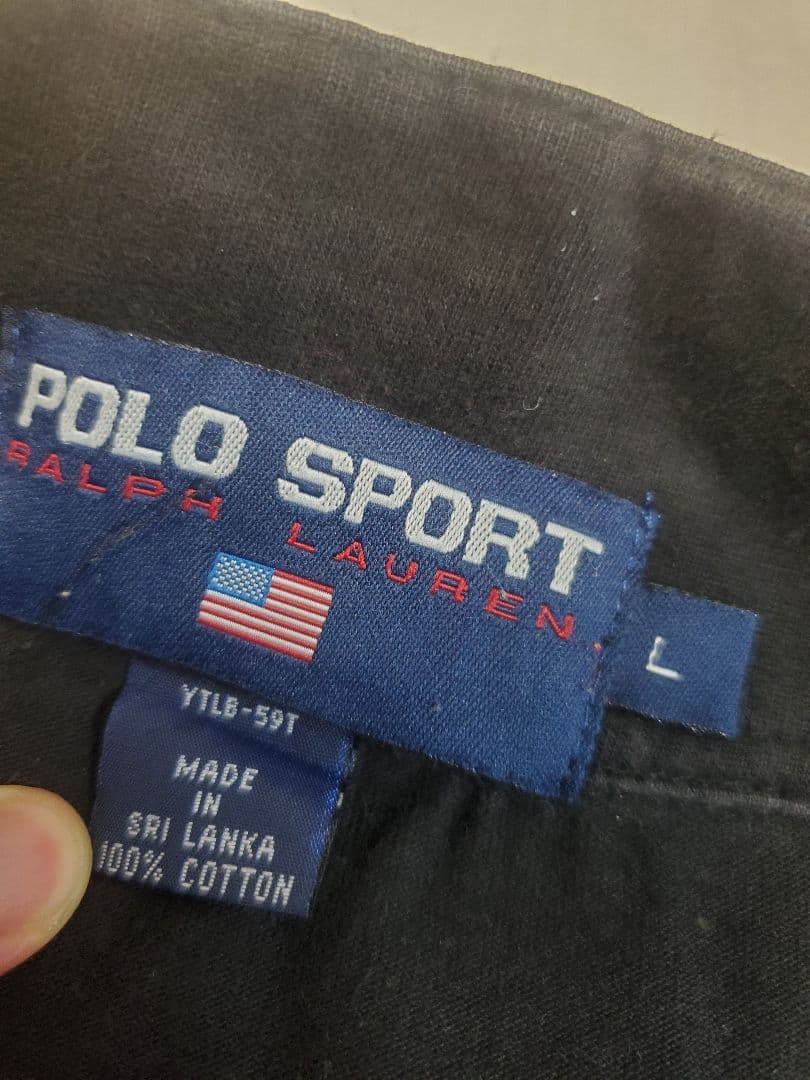 POLO SPORT
RALPH LAUREN
L
YTLB-59T
MADE
IN
SRI LANKA
100% COTTON